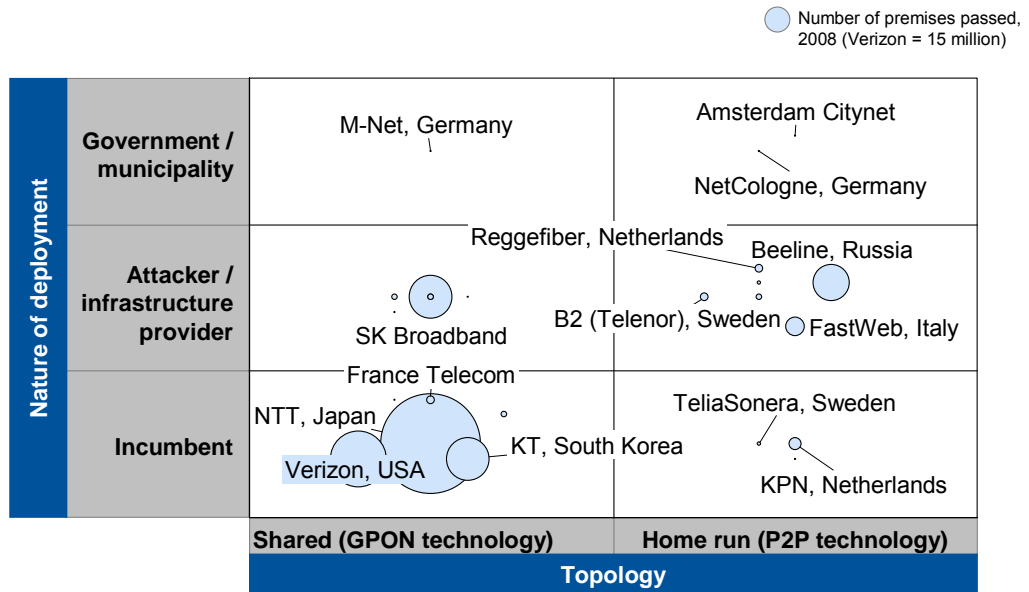 Number of premises passed,
2008 (Verizon = 15 million)
Nature of deployment
Government /
municipality
M-Net, Germany
Amsterdam Citynet
NetCologne, Germany
Attacker /
infrastructure
provider
Reggefiber, Netherlands
Beeline, Russia
SK Broadband
B2 (Telenor), Sweden
FastWeb, Italy
Incumbent
France Telecom
NTT, Japan
Verizon, USA
KT, South Korea
TeliaSonera, Sweden
KPN, Netherlands
Shared (GPON technology)
Home run (P2P technology)
Topology